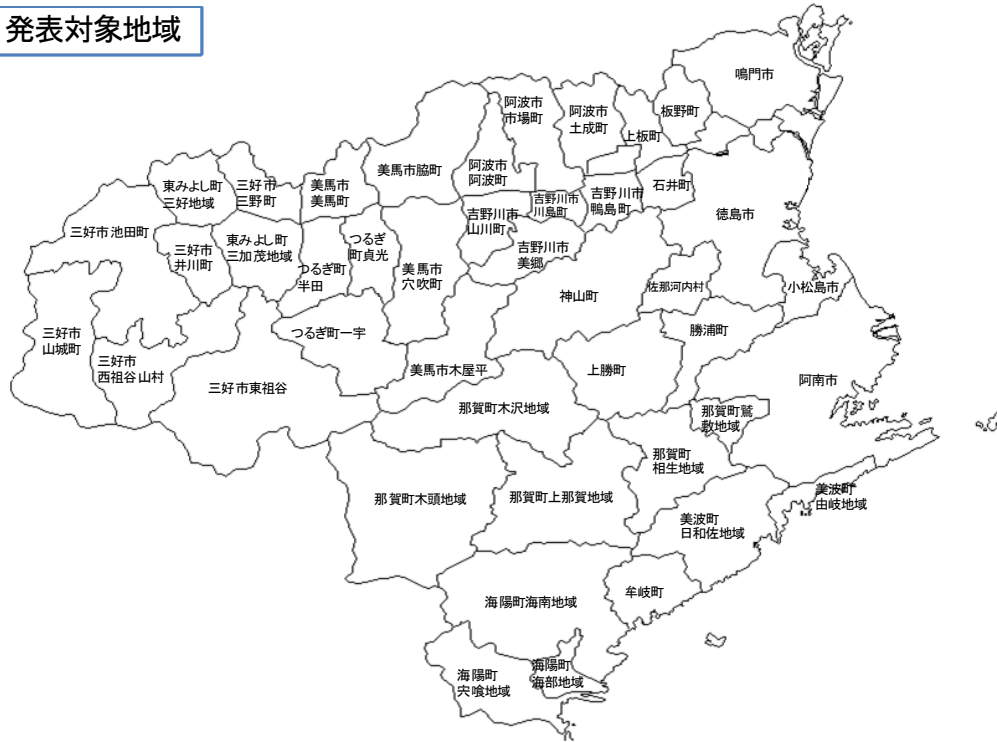 発表対象地域
鳴門市
阿波市
市場町
阿波市
土成町
上板町
板野町
美馬市脇町
阿波市
阿波町
東みよし町
三好地域
三好市
三野町
美馬市
美馬町
吉野川市
川島町
吉野川市
鴨島町
石井町
徳島市
三好市池田町
三好市
井川町
東みよし町
三加茂地域
つるぎ町
半田
つるぎ
町貞光
美馬市
穴吹町
吉野川市
山川町
吉野川市
美郷
神山町
佐那河内村
小松島市
三好市
山城町
三好市
西祖谷山村
三好市東祖谷
つるぎ町一宇
美馬市木屋平
上勝町
勝浦町
阿南市
那賀町木沢地域
那賀町鷲
敷地域
那賀町
相生地域
那賀町木頭地域
那賀町上那賀地域
美波町
由岐地域
美波町
日和佐地域
海陽町海南地域
牟岐町
海陽町
宍喰地域
海陽町
海部地域